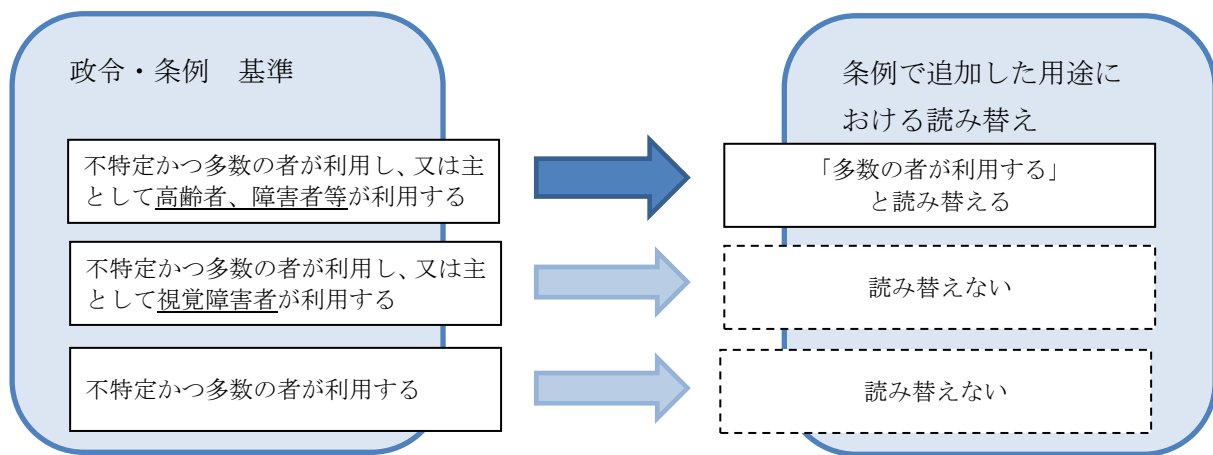 政令・条例　基準
不特定かつ多数の者が利用し、又は主
として高齢者、障害者等が利用する
不特定かつ多数の者が利用し、又は主
として視覚障害者が利用する
不特定かつ多数の者が利用する
条例で追加した用途に
おける読み替え
「多数の者が利用する」
と読み替える
読み替えない
読み替えない